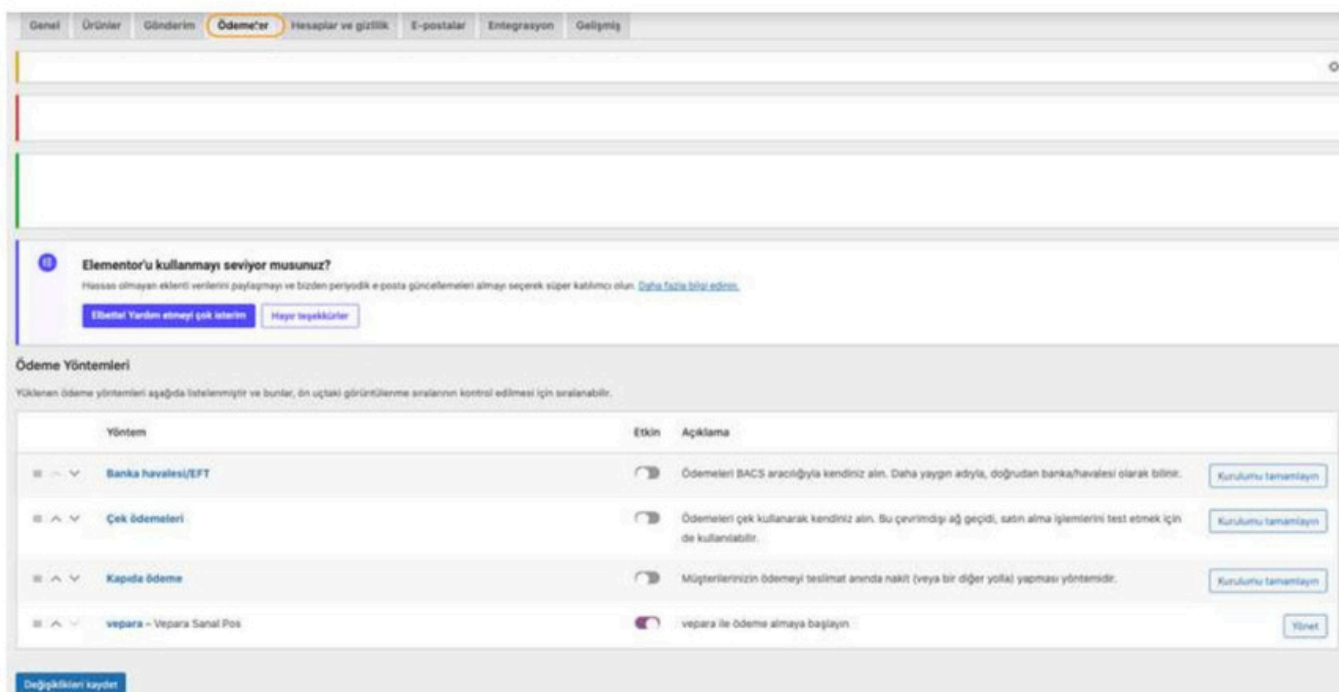 Genel Ürünler Gönderim Ödemeler Hesaplar ve gizlilik E-postalar Entegrasyon Gelişmiş
Elementor'u kullanmayı seviyor musunuz?
Hassas olmayan eklenti verilerini paylaşmayı ve bizden periyodik e-posta güncellemeleri almayı seçerek süper katılımcı olun. Daha fazla bilgi edinin.
Elbette! Yardım etmeyi çok isterim Hayır teşekkürler
Ödeme Yöntemleri
Yüklenen ödeme yöntemleri aşağıda listelenmiştir ve bunlar, ön uçtaki görüntülenme sıralarının kontrol edilmesi için sıralanabilir.
Yöntem Etkin Açıklama
Banka havalesi/EFT Ödemeleri BACS aracılığıyla kendiniz alın. Daha yaygın adıyla, doğrudan banka/havalesi olarak bilinir. Kurulumu tamamlayın
Çek ödemeleri Ödemeleri çek kullanarak kendiniz alın. Bu çevrimdışı ağ geçidi, satın alma işlemlerini test etmek için Kurulumu tamamlayın
de kullanılabilir.
Kapıda ödeme Müşterilerinizin ödemeyi teslimat anında nakit (veya bir diğer yolla) yapması yöntemidir. Kurulumu tamamlayın
vepara – Vepara Sanal Pos vepara ile ödeme almaya başlayın Yönet
Değişiklikleri kaydet